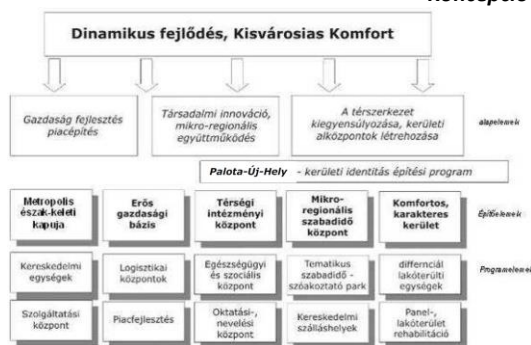 Koncepció
Dinamikus fejlődés, Kisvárosias Komfort
Gazdaság fejlesztés
piacépítés
Társadalmi innováció,
mikro-regionális
együttműködés
A térszerkezet
kiegyensúlyozása, kerületi
alközpontok létrehozása
alapelemek
Palota-Új-Hely - kerületi identitás építési program
Metropolis
észak-keleti
kapuja
Erős
gazdasági
bázis
Térségi
intézményi
központ
Mikro-
regionális
szabadidő
központ
Komfortos,
karakteres
kerület
Építőelemek
Kereskedelmi
egységek
Logisztikai
központok
Egészségügyi
és szociális
központ
Tematikus
szabadidő -
szóakoztató park
differnciál
lakóterülti
egységek
Programelemek
Szolgáltatási
központ
Piacfejlesztés
Oktatási-,
nevelési
központ
Kereskedelmi
szálláshelyek
Panel-,
lakóterület
rehabilitáció